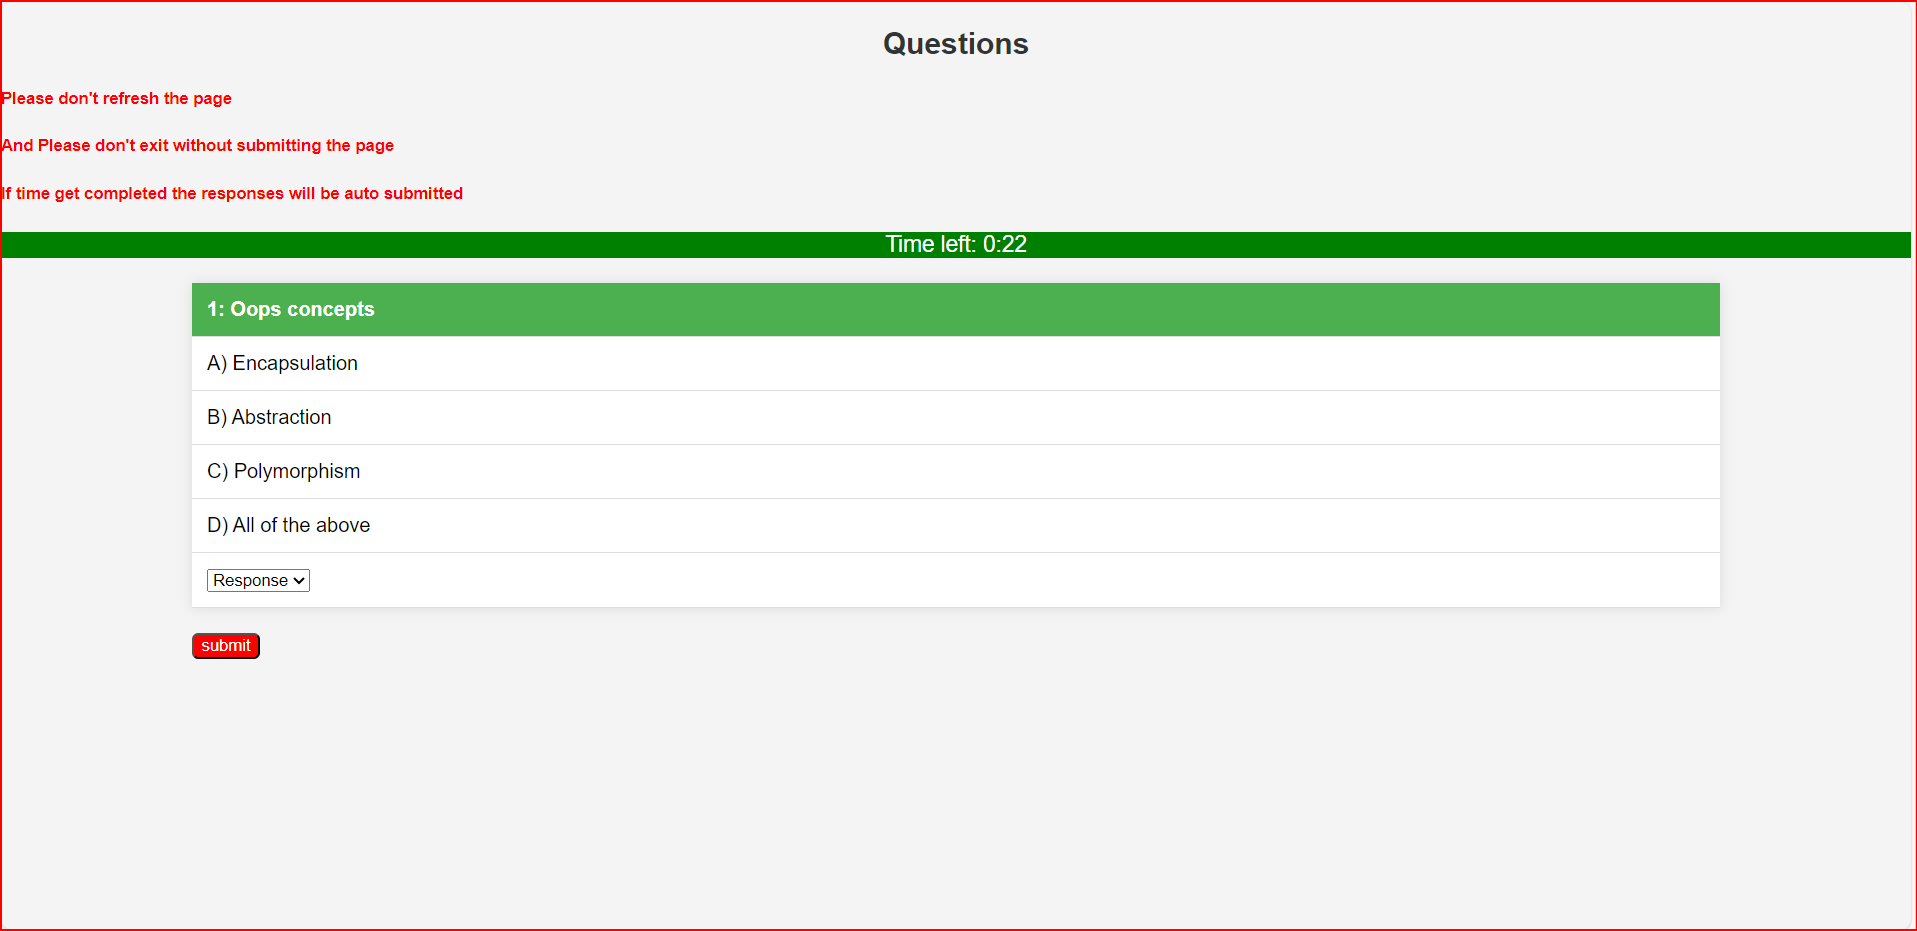 Questions
Please don't refresh the page
And Please don't exit without submitting the page
If time get completed the responses will be auto submitted
Time left: 0:22
1: Oops concepts
A) Encapsulation
B) Abstraction
C) Polymorphism
D) All of the above
Response
submit